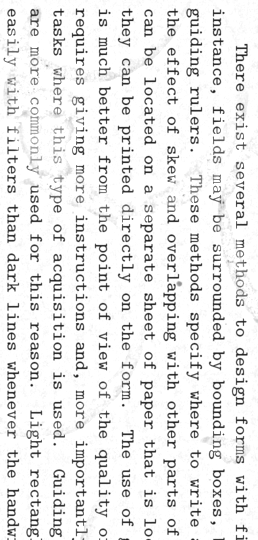 There exist several methods to design forms with fi
instance, fields may be surrounded by bounding boxes,
guiding rulers. These methods specify where to write
the effect of skew and overlapping with other parts of
can be located on a separate sheet of paper that is lo
they can be printed directly on the form. The use of g
is much better from the point of view of the quality o
requires giving more instructions and, more importantl
tasks where this type of acquisition is used. Guiding
are more commonly used for this reason. Light rectang
easily with filters than dark lines whenever the handw